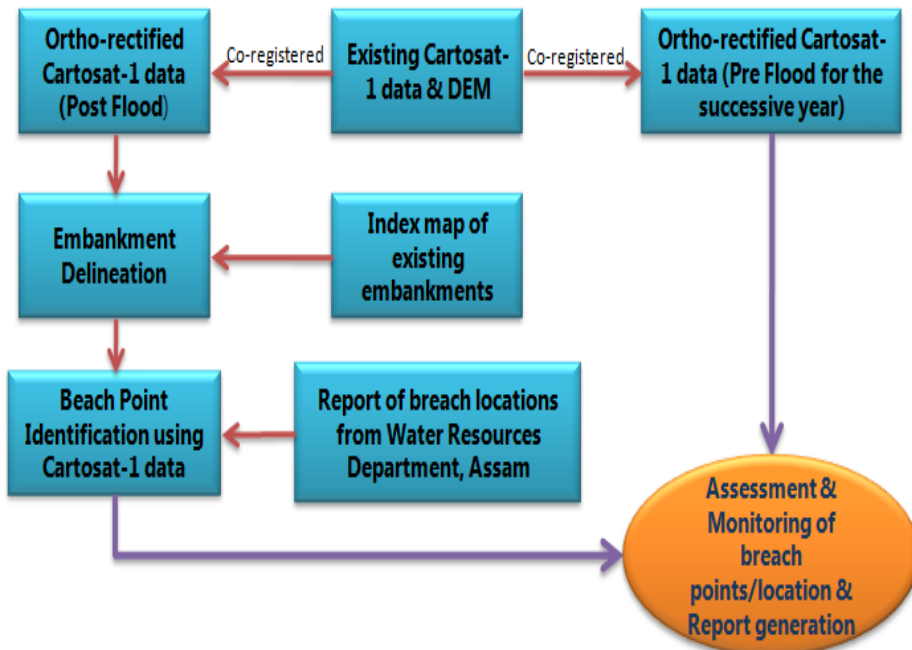 Ortho-rectified
Cartosat-1 data
(Post Flood)
Co-registered
Existing Cartosat-
1 data & DEM
Co-registered
Ortho-rectified Cartosat-
1 data (Pre Flood for the
successive year)
Embankment
Delineation
Index map of
existing
embankments
Beach Point
Identification using
Cartosat-1 data
Report of breach locations
from Water Resources
Department, Assam
Assessment &
Monitoring of
breach
points/location &
Report generation